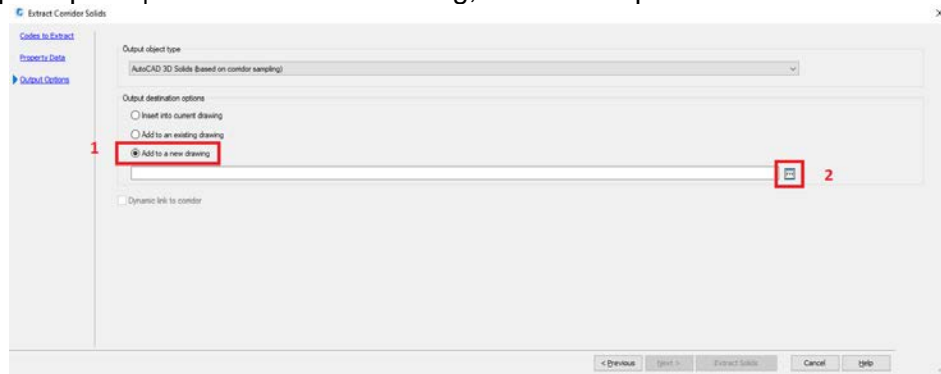 Extract Corridor Solids
Codes to Extract
Property Data
Output Options
Output object type
AutoCAD 3D Solids (based on corridor sampling)
Output destination options
Insert into current drawing
Add to an existing drawing
1
Add to a new drawing
2
Dynamic link to corridor
< Previous
Next >
Extract Solids
Cancel
Help